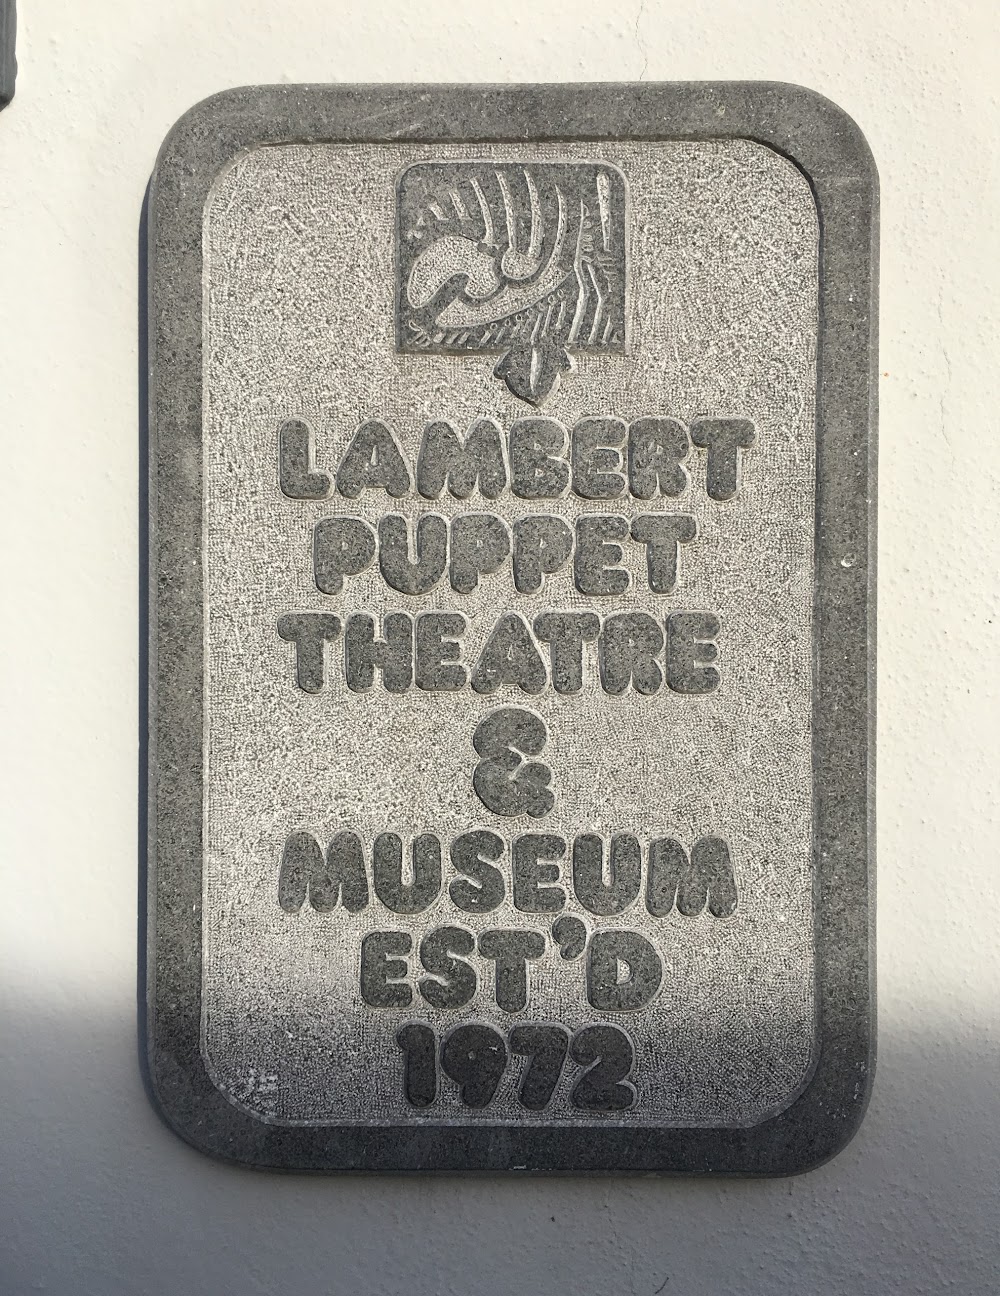 LAMBERT
PUPPET
THEATRE
&
MUSEUM
EST'D
1972